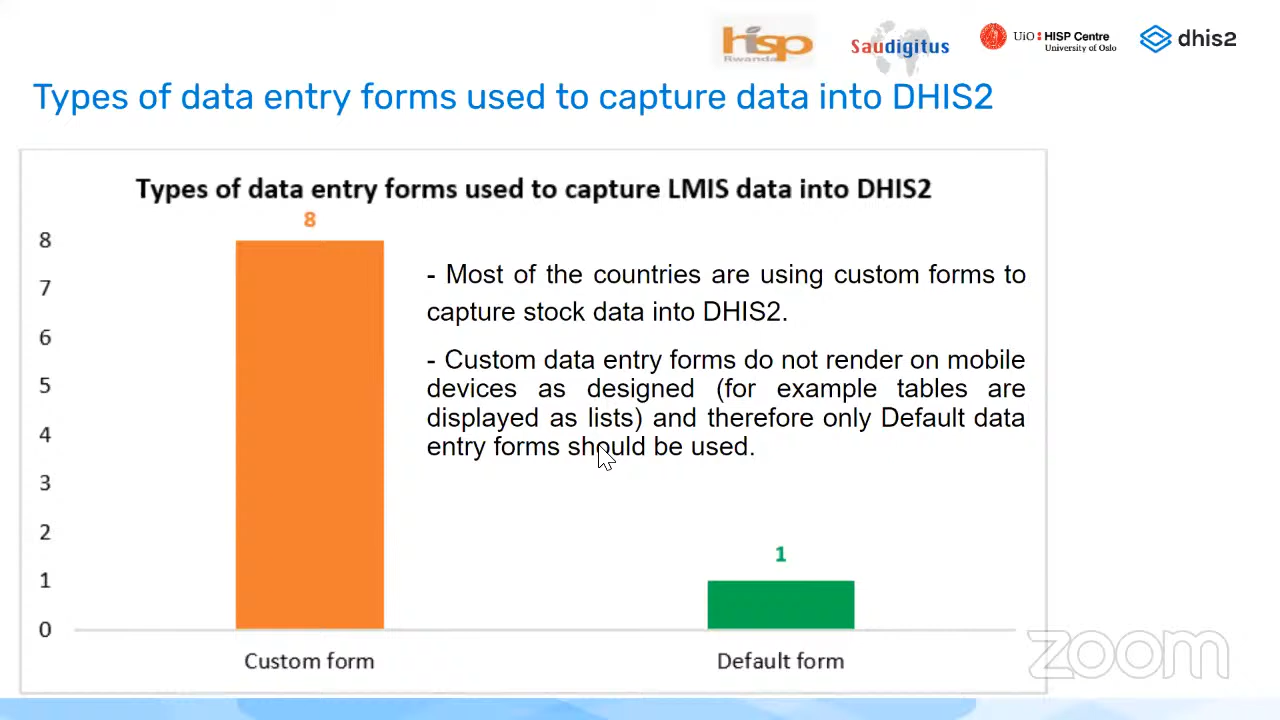 hisp
Rwanda
Saudigitus
UiO HISP Centre
University of Oslo
dhis2
Types of data entry forms used to capture data into DHIS2
Types of data entry forms used to capture LMIS data into DHIS2
8
8
7
6
5
4
3
2
1
0
- Most of the countries are using custom forms to
capture stock data into DHIS2.
- Custom data entry forms do not render on mobile
devices as designed (for example tables are
displayed as lists) and therefore only Default data
entry forms should be used.
1
Custom form
Default form
zoom